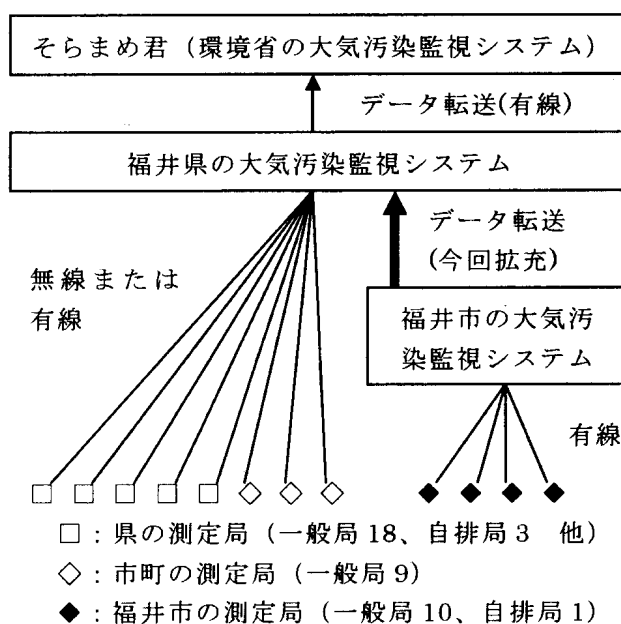 そらまめ君（環境省の大気汚染監視システム）
データ転送(有線)
福井県の大気汚染監視システム
データ転送
(今回拡充)
無線または
有線
福井市の大気汚
染監視システム
有線
□：県の測定局（一般局 18、自排局 3　他）
◇：市町の測定局（一般局 9）
◆：福井市の測定局（一般局 10、自排局 1）